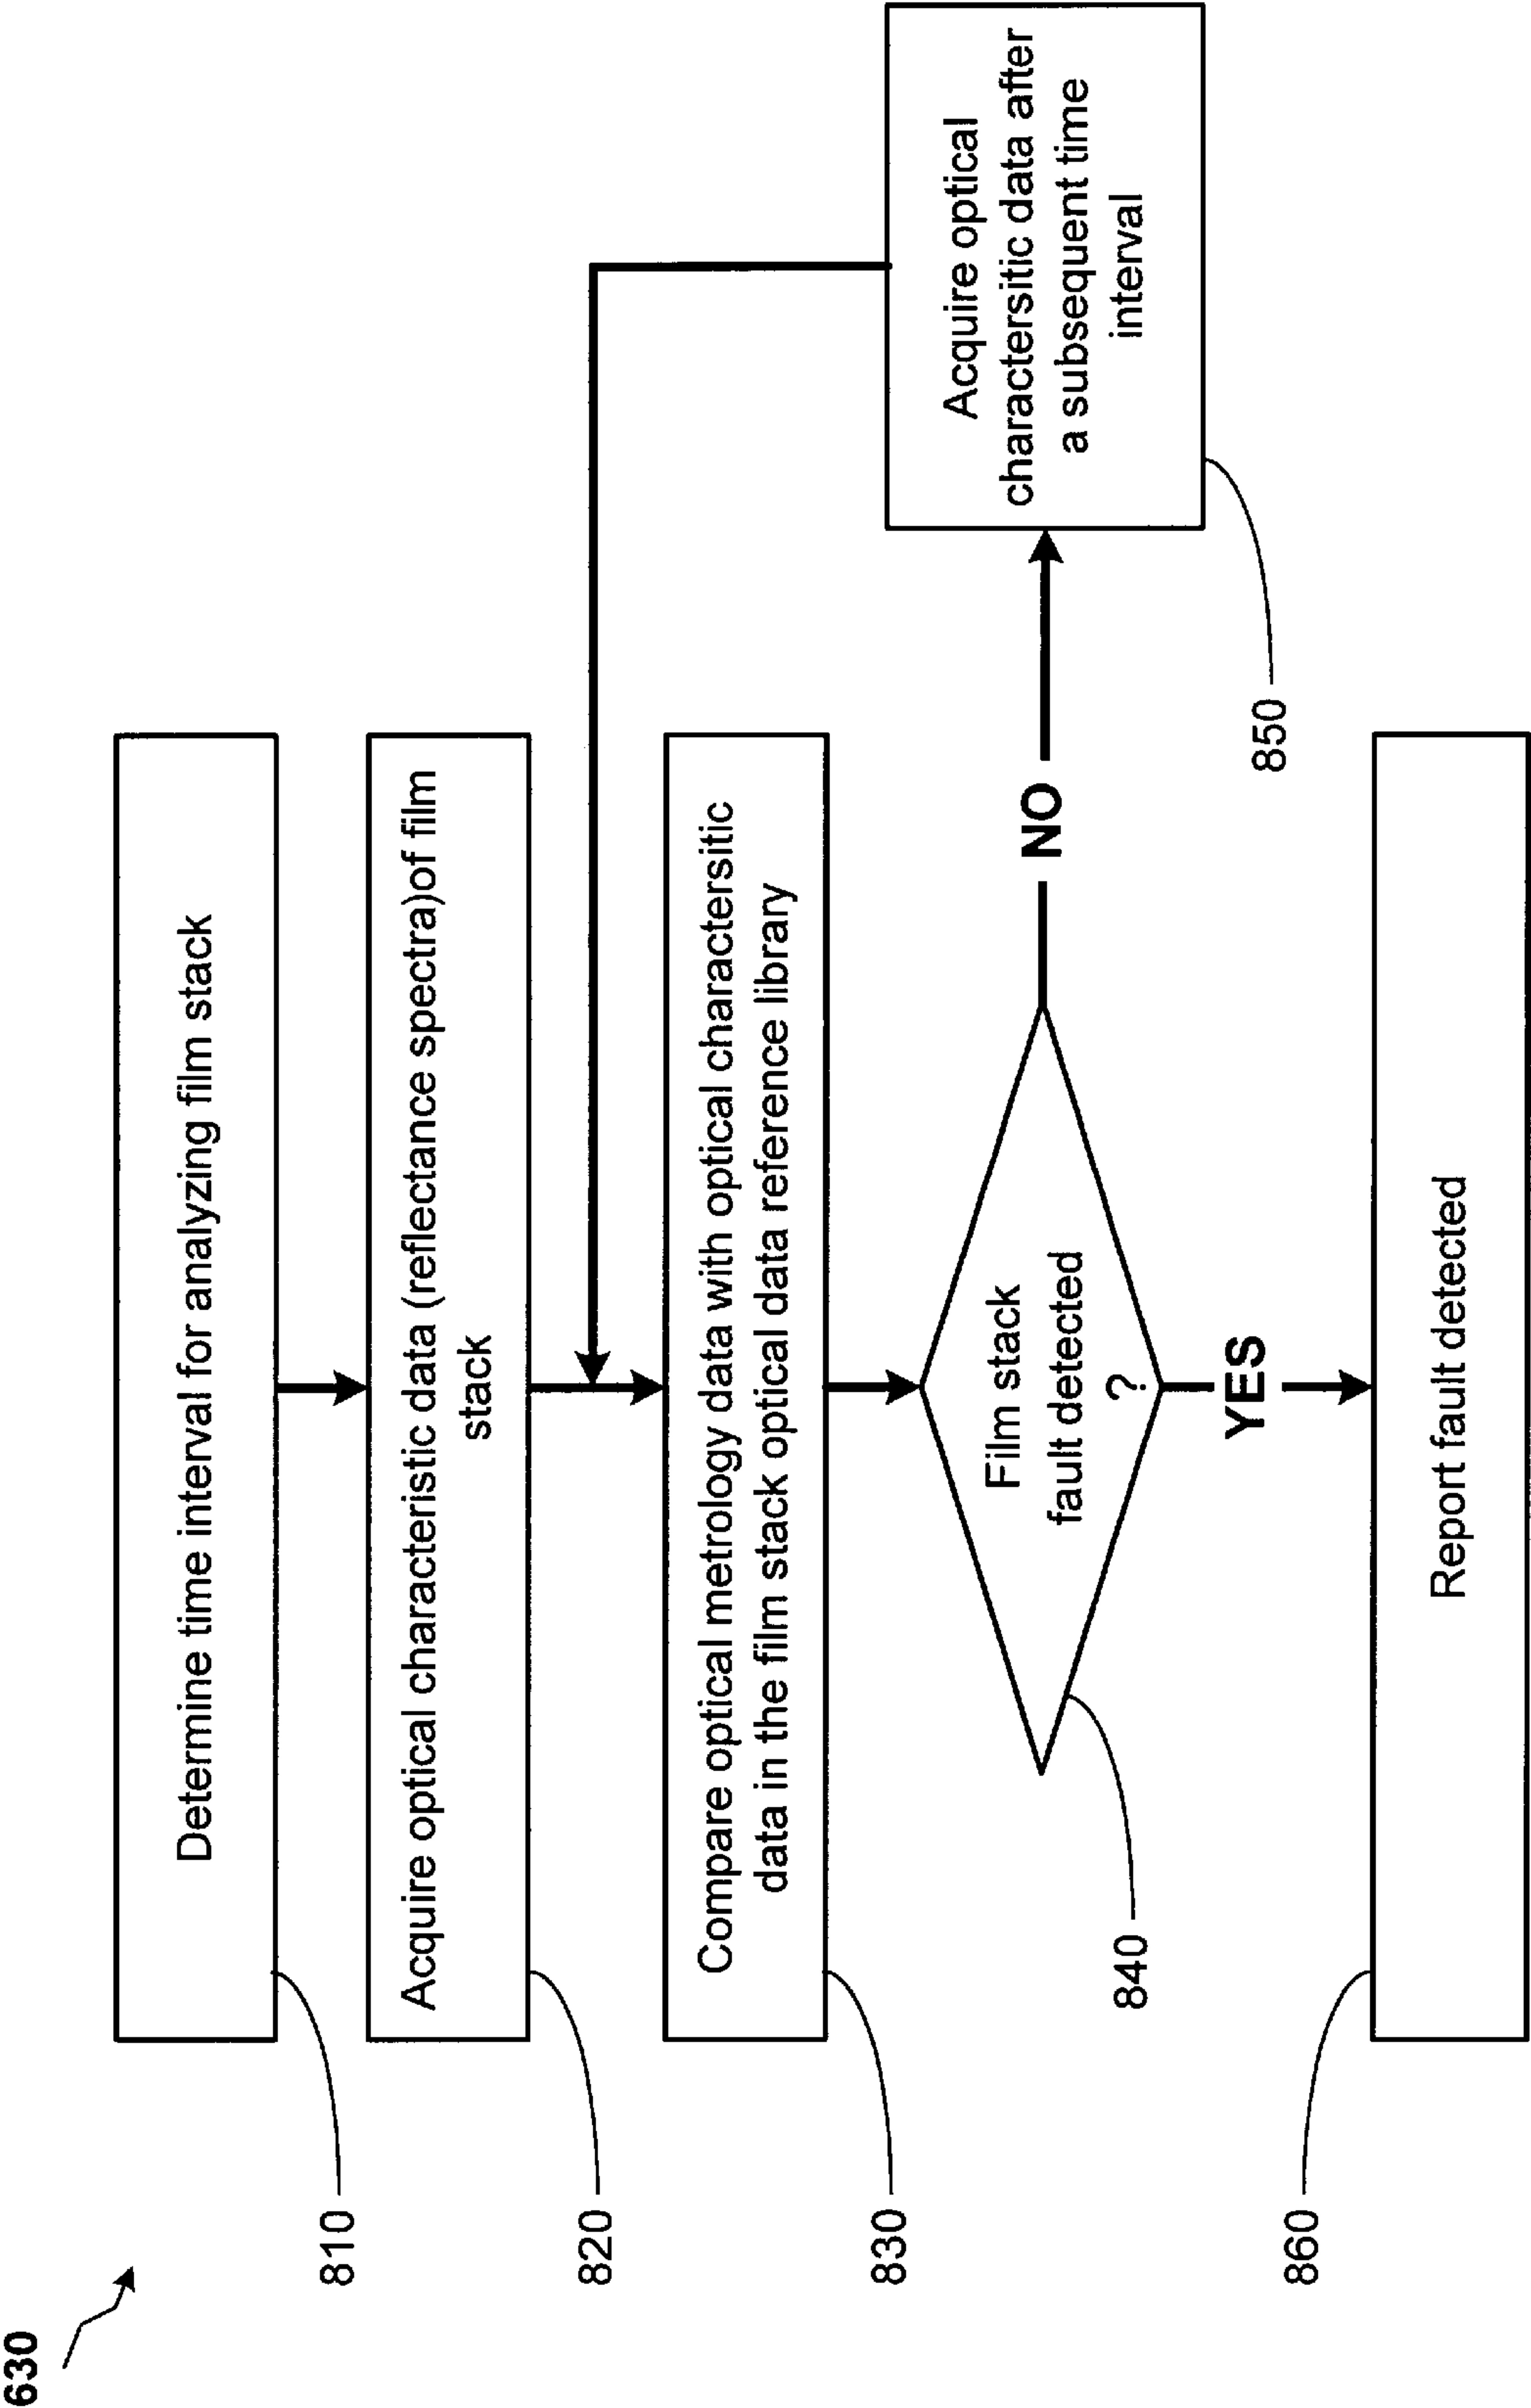 630
810
Determine time interval for analyzing film stack
820
Acquire optical characteristic data (reflectance spectra)of film
stack
830
Compare optical metrology data with optical charactersitic
data in the film stack optical data reference library
840
Film stack
fault detected
?
NO
850
Acquire optical
charactersitic data after
a subsequent time
interval
YES
860
Report fault detected